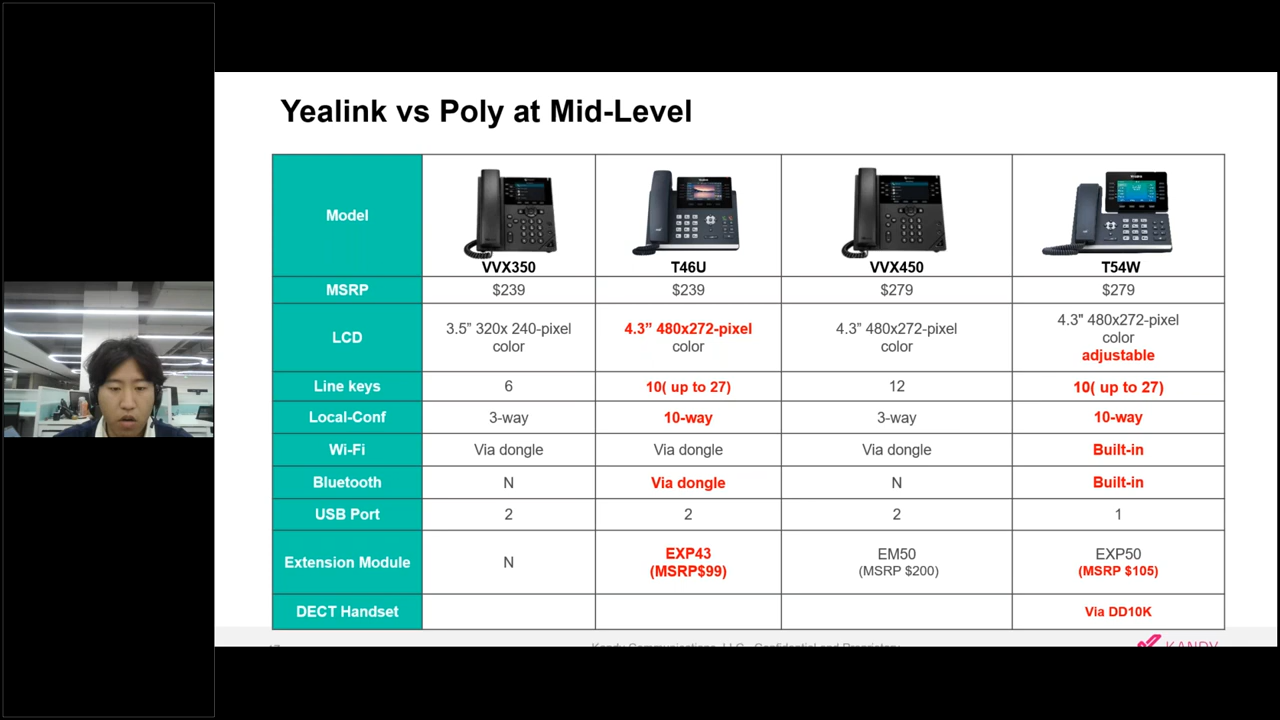 Yealink vs Poly at Mid-Level
Model
VVX350
T46U
VVX450
T54W
MSRP
$239
$239
$279
$279
LCD
3.5” 320x 240-pixel
color
4.3” 480x272-pixel
color
4.3” 480x272-pixel
color
4.3" 480x272-pixel
color
adjustable
Line keys
6
10( up to 27)
12
10( up to 27)
Local-Conf
3-way
10-way
3-way
10-way
Wi-Fi
Via dongle
Via dongle
Via dongle
Built-in
Bluetooth
N
Via dongle
N
Built-in
USB Port
2
2
2
1
Extension Module
N
EXP43
(MSRP$99)
EM50
(MSRP $200)
EXP50
(MSRP $105)
DECT Handset
Via DD10K
Kandy Communications, LLC - Confidential and Proprietary
KANDY